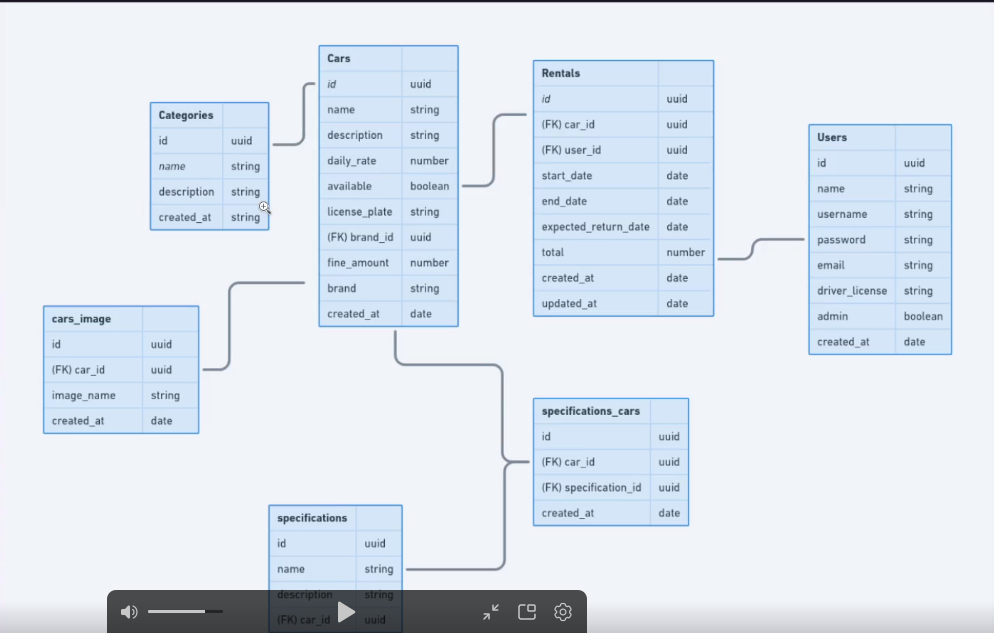 Cars
id uuid
name string
description string
daily_rate number
available boolean
license_plate string
(FK) brand_id uuid
fine_amount number
brand string
created_at date
Rentals
id uuid
(FK) car_id uuid
(FK) user_id uuid
start_date date
end_date date
expected_return_date date
total number
created_at date
updated_at date
Categories
id uuid
name string
description string
created_at string
Users
id uuid
name string
username string
password string
email string
driver_license string
admin boolean
created_at date
cars_image
id uuid
(FK) car_id uuid
image_name string
created_at date
specifications_cars
id uuid
(FK) car_id uuid
(FK) specification_id uuid
created_at date
specifications
id uuid
name string
description string
(FK) car_id uuid